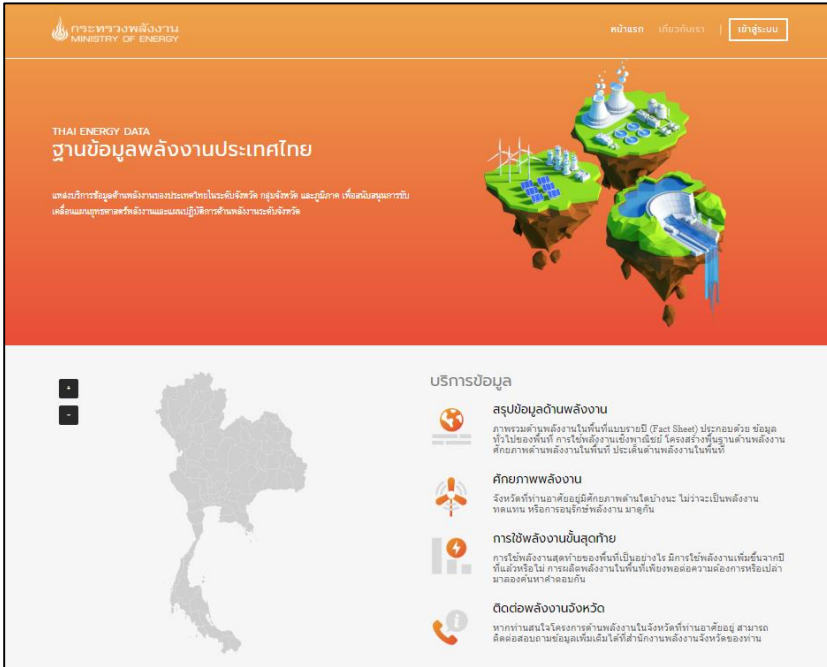 กระทรวงพลังงาน
MINISTRY OF ENERGY
หน้าแรก เกี่ยวกับเรา | เข้าสู่ระบบ
THAI ENERGY DATA
ฐานข้อมูลพลังงานประเทศไทย
แหล่งบริการข้อมูลด้านพลังงานของประเทศไทยในระดับจังหวัด กลุ่มจังหวัด และภูมิภาค เพื่อสนับสนุนการขับ
เคลื่อนแผนยุทธศาสตร์พลังงานและแผนปฏิบัติการด้านพลังงานระดับจังหวัด
+
-
บริการข้อมูล
สรุปข้อมูลด้านพลังงาน
ภาพรวมด้านพลังงานในพื้นที่แบบรายปี (Fact Sheet) ประกอบด้วย ข้อมูล
ทั่วไปของพื้นที่ การใช้พลังงานเชิงพาณิชย์ โครงสร้างพื้นฐานด้านพลังงาน
ศักยภาพด้านพลังงานในพื้นที่ ประเด็นด้านพลังงานในพื้นที่
ศักยภาพพลังงาน
จังหวัดที่ท่านอาศัยอยู่มีศักยภาพด้านใดบ้างนะ ไม่ว่าจะเป็นพลังงาน
ทดแทน หรือการอนุรักษ์พลังงาน มาดูกัน
การใช้พลังงานขั้นสุดท้าย
การใช้พลังงานสุดท้ายของพื้นที่เป็นอย่างไร มีการใช้พลังงานเพิ่มขึ้นจากปี
ที่แล้วหรือไม่ การผลิตพลังงานในพื้นที่เพียงพอต่อความต้องการหรือเปล่า
มาลองค้นหาคำตอบกัน
ติดต่อพลังงานจังหวัด
หากท่านสนใจโครงการด้านพลังงานในจังหวัดที่ท่านอาศัยอยู่ สามารถ
ติดต่อสอบถามข้อมูลเพิ่มเติมได้ที่สำนักงานพลังงานจังหวัดของท่าน